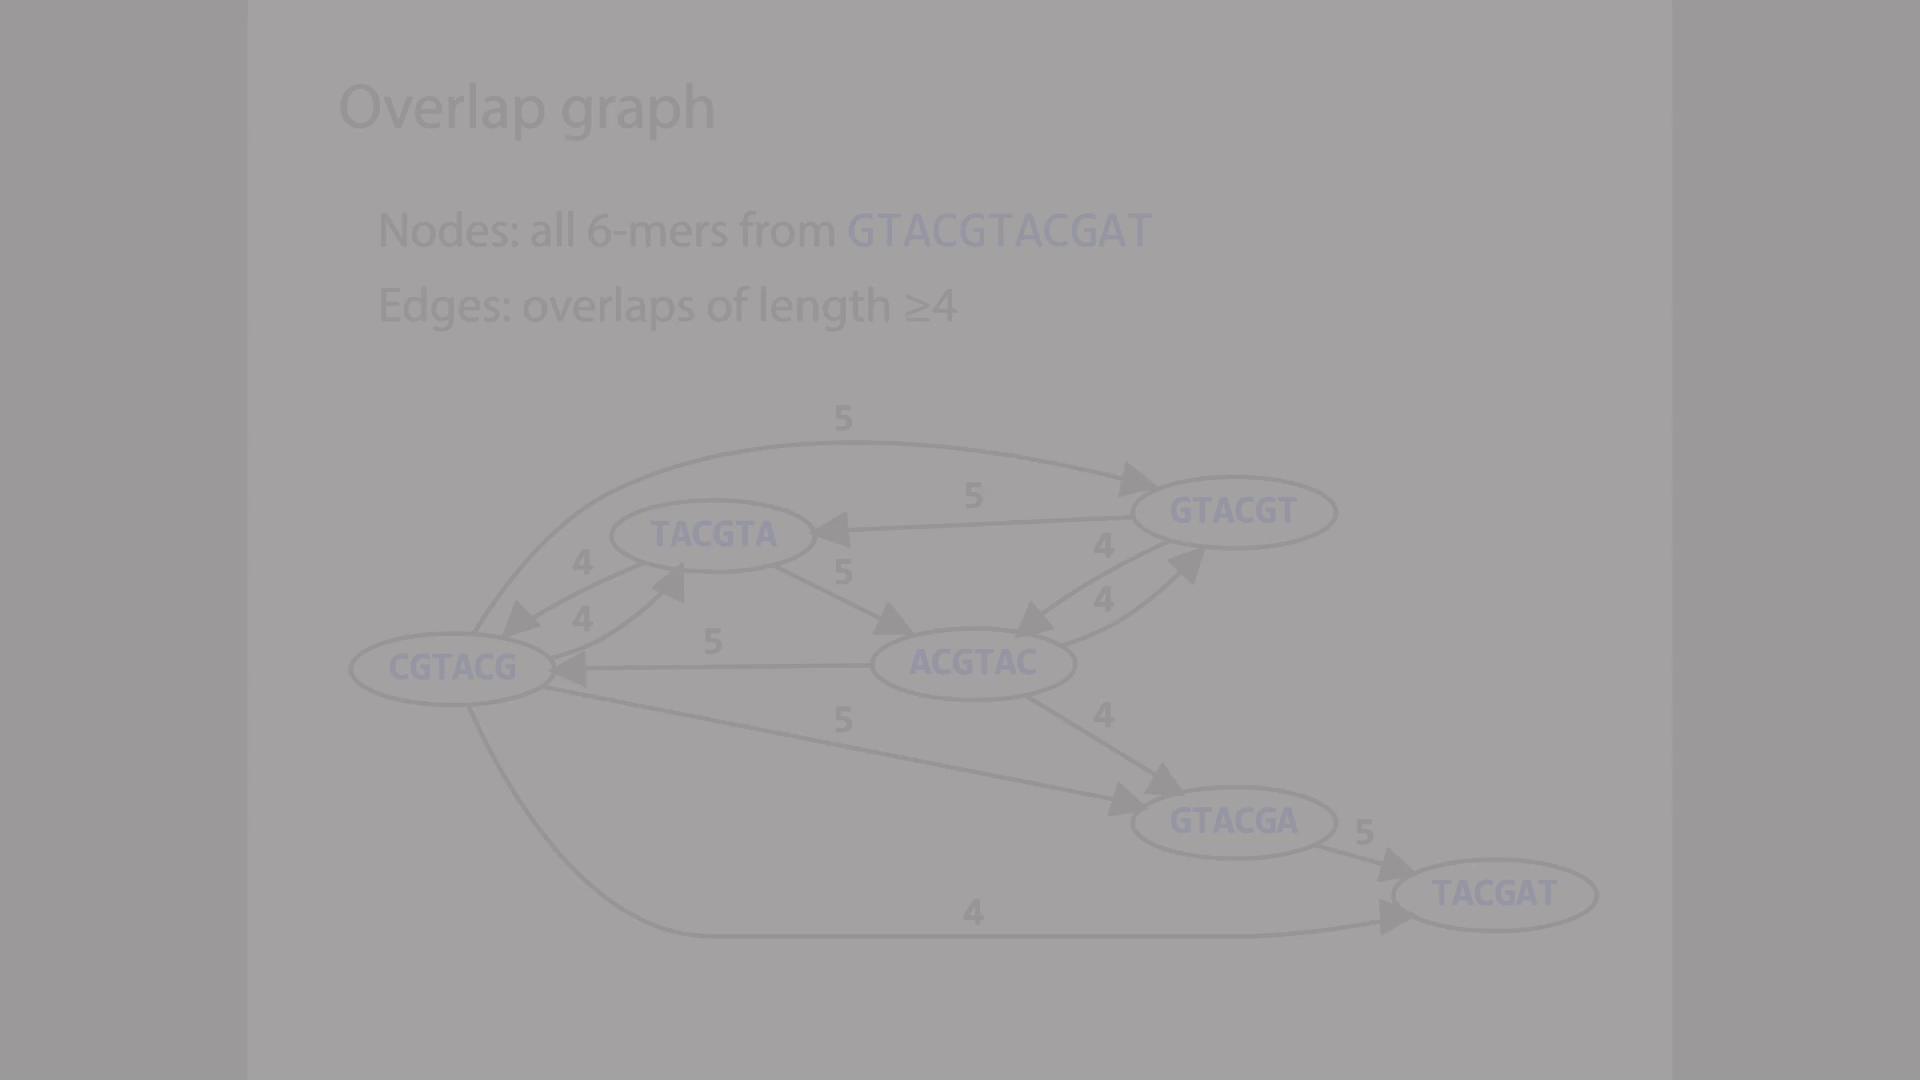 Overlap graph
Nodes: all 6-mers from GTACGTACGAT
Edges: overlaps of length ≥4
5
5
GTACGT
TACGTA
4
4
5
4
4
5
CGTACG
ACGTAC
5
4
GTACGA
5
TACGAT
4